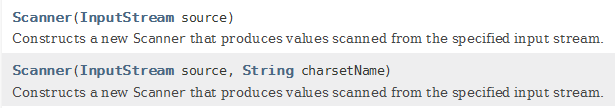 Scanner(InputStream source)
Constructs a new Scanner that produces values scanned from the specified input stream.
Scanner(InputStream source, String charsetName)
Constructs a new Scanner that produces values scanned from the specified input stream.